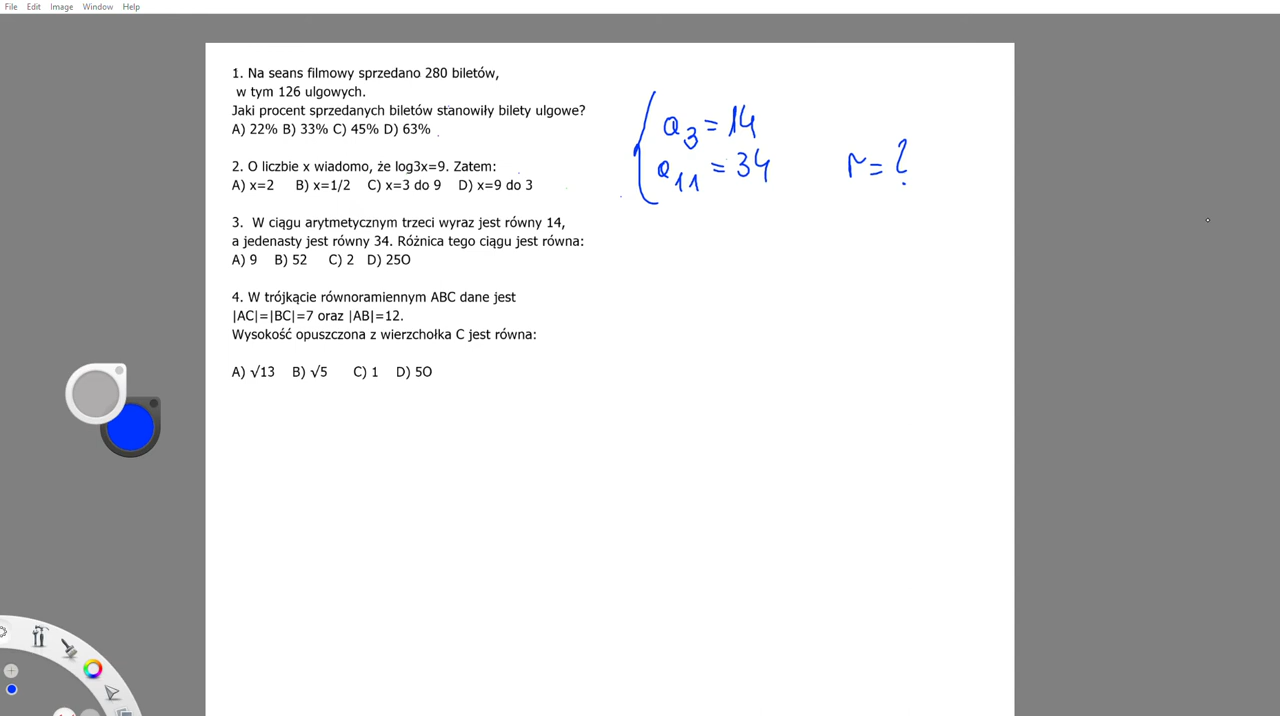 File Edit Image Window Help
1. Na seans filmowy sprzedano 280 biletów,
w tym 126 ulgowych.
Jaki procent sprzedanych biletów stanowiły bilety ulgowe?
A) 22% B) 33% C) 45% D) 63%
2. O liczbie x wiadomo, że log3x=9. Zatem:
A) x=2 B) x=1/2 C) x=3 do 9 D) x=9 do 3
3. W ciągu arytmetycznym trzeci wyraz jest równy 14,
a jedenasty jest równy 34. Różnica tego ciągu jest równa:
A) 9 B) 52 C) 2 D) 25O
4. W trójkącie równoramiennym ABC dane jest
|AC|=|BC|=7 oraz |AB|=12.
Wysokość opuszczona z wierzchołka C jest równa:
A) √13 B) √5 C) 1 D) 5O
a₃ = 14
a₁₁ = 34 r = ?